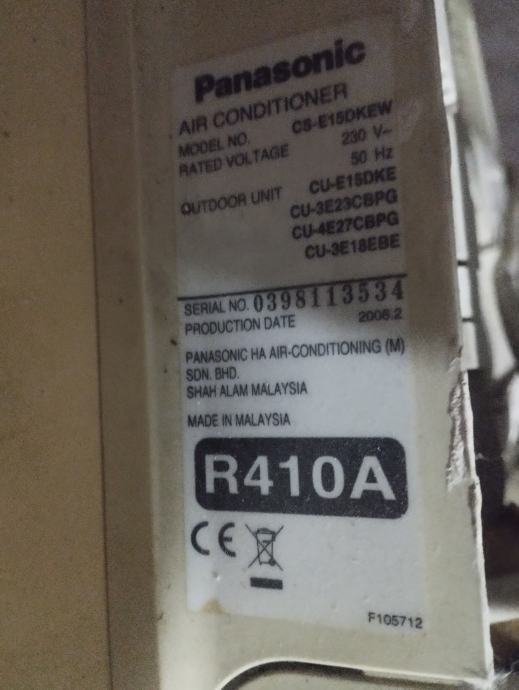 Panasonic
AIR CONDITIONER
MODEL NO. CS-E15DKEW
RATED VOLTAGE 230 V~
50 Hz
OUTDOOR UNIT CU-E15DKE
CU-3E23CBPG
CU-4E27CBPG
CU-3E18EBE
SERIAL NO. 0398113534
PRODUCTION DATE 2006.2
PANASONIC HA AIR-CONDITIONING (M)
SDN. BHD.
SHAH ALAM MALAYSIA
MADE IN MALAYSIA
R410A
CE
F105712